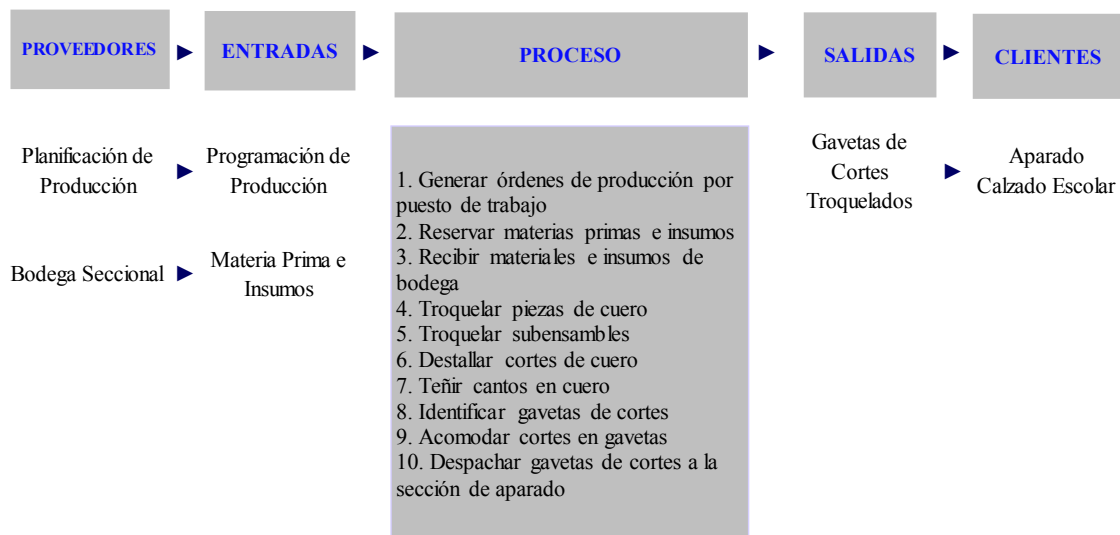 PROVEEDORES
ENTRADAS
PROCESO
SALIDAS
CLIENTES
Planificación de
Producción
Programación de
Producción
Bodega Seccional
Materia Prima e
Insumos
1. Generar órdenes de producción por
puesto de trabajo
2. Reservar materias primas e insumos
3. Recibir materiales e insumos de
bodega
4. Troquelar piezas de cuero
5. Troquelar subensambles
6. Destallar cortes de cuero
7. Teñir cantos en cuero
8. Identificar gavetas de cortes
9. Acomodar cortes en gavetas
10. Despachar gavetas de cortes a la
sección de aparado
Gavetas de
Cortes
Troquelados
Aparado
Calzado Escolar